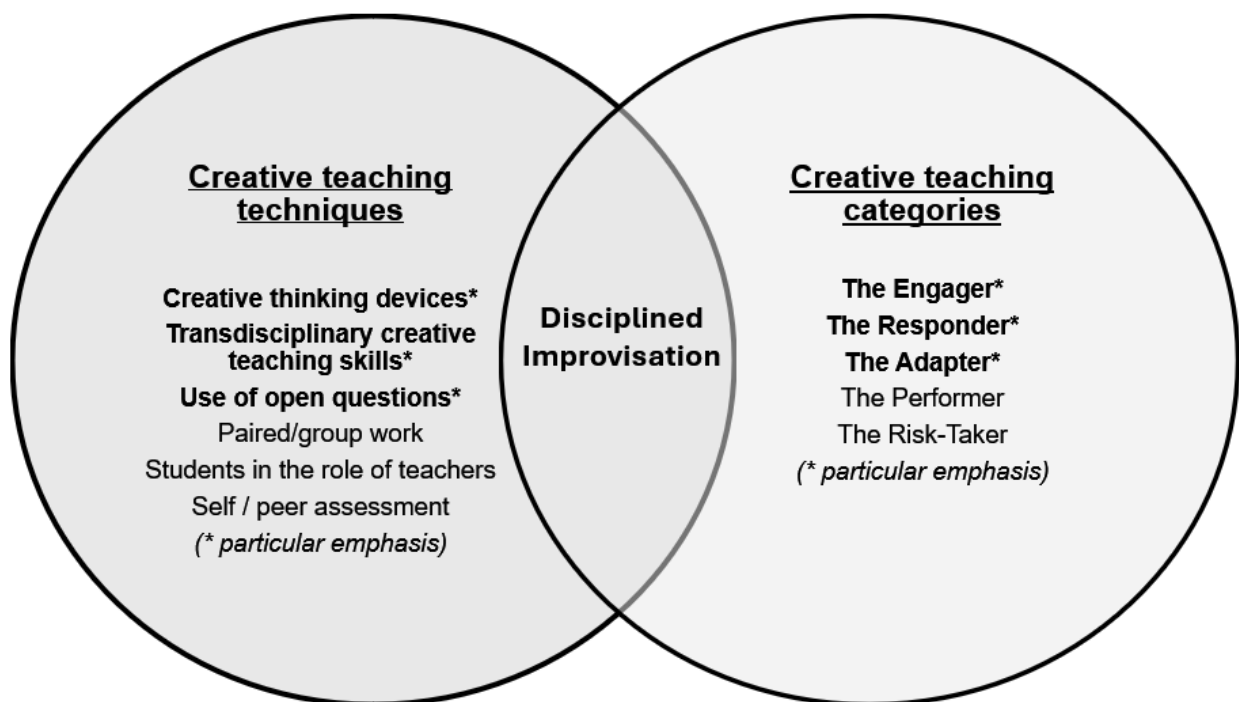 Creative teaching
techniques
Creative thinking devices*
Transdisciplinary creative
teaching skills*
Use of open questions*
Paired/group work
Students in the role of teachers
Self / peer assessment
(* particular emphasis)
Disciplined
Improvisation
Creative teaching
categories
The Engager*
The Responder*
The Adapter*
The Performer
The Risk-Taker
(* particular emphasis)